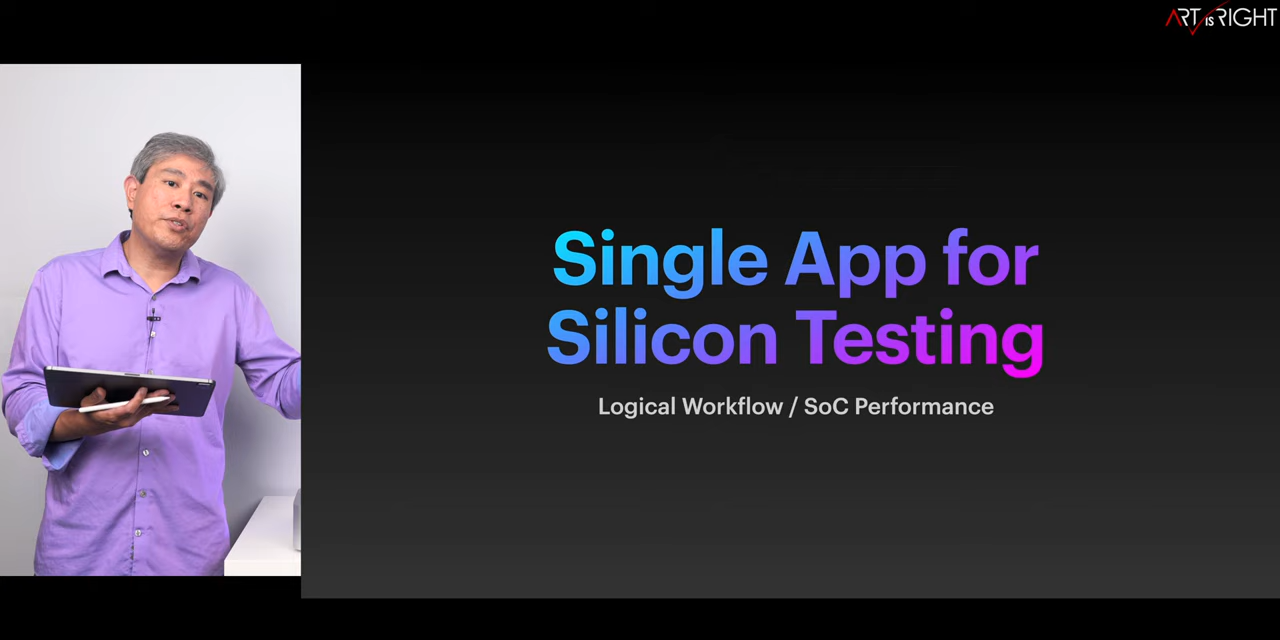 ART IS RIGHT
Single App for
Silicon Testing
Logical Workflow / SoC Performance